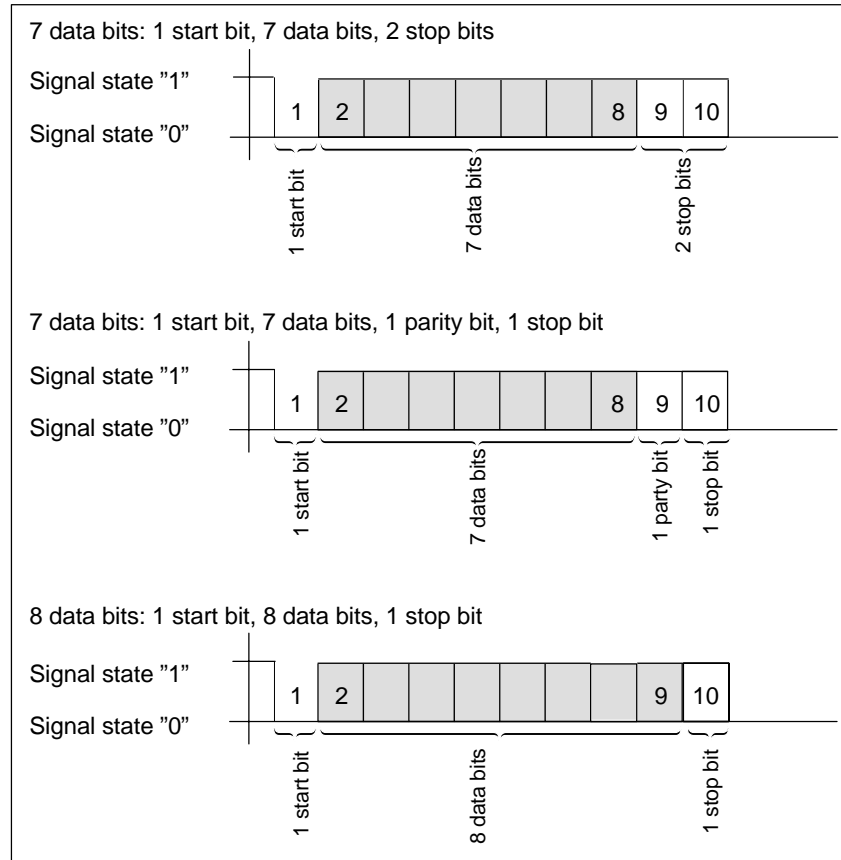 7 data bits: 1 start bit, 7 data bits, 2 stop bits
Signal state ”1”
1 2 8 9 10
Signal state ”0”
1 start bit
7 data bits
2 stop bits
7 data bits: 1 start bit, 7 data bits, 1 parity bit, 1 stop bit
Signal state ”1”
1 2 8 9 10
Signal state ”0”
1 start bit
7 data bits
1 party bit
1 stop bit
8 data bits: 1 start bit, 8 data bits, 1 stop bit
Signal state ”1”
1 2 9 10
Signal state ”0”
1 start bit
8 data bits
1 stop bit